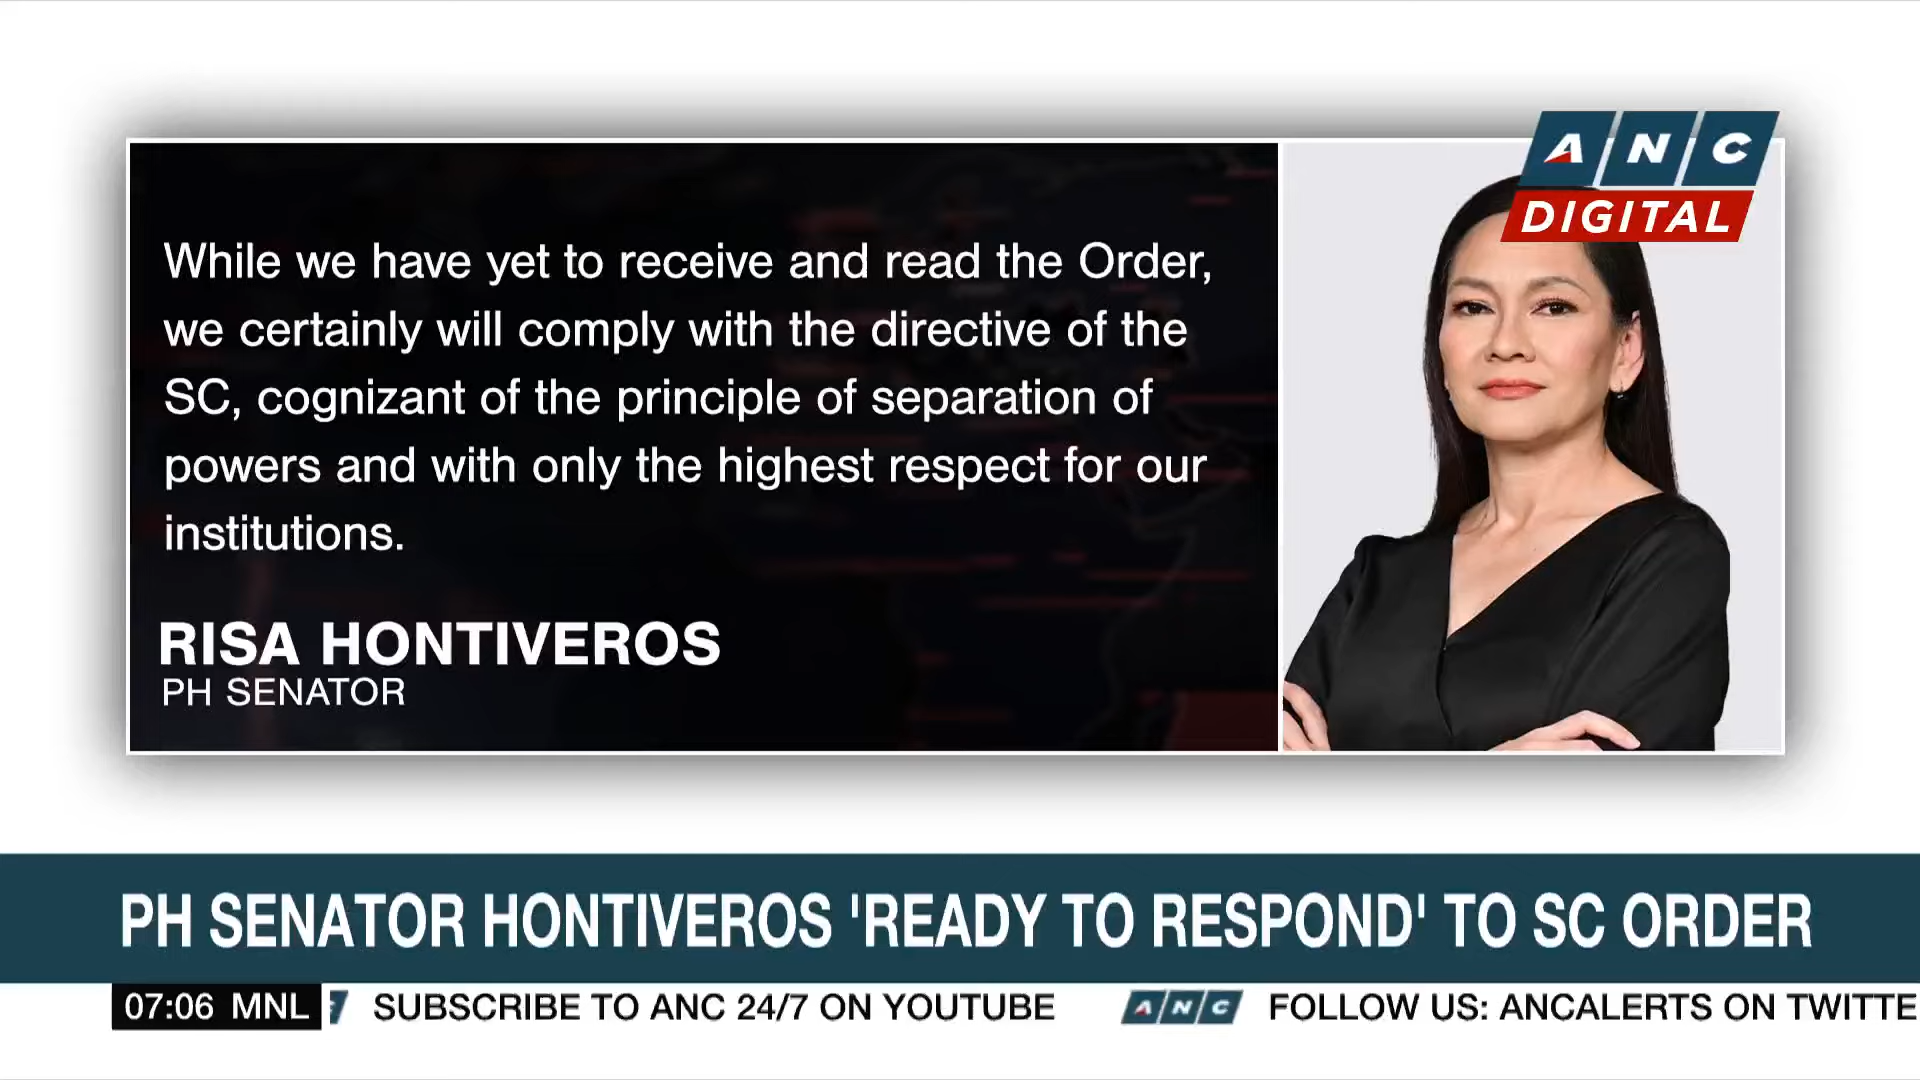 ANC
DIGITAL
While we have yet to receive and read the Order,
we certainly will comply with the directive of the
SC, cognizant of the principle of separation of
powers and with only the highest respect for our
institutions.
RISA HONTIVEROS
PH SENATOR
PH SENATOR HONTIVEROS 'READY TO RESPOND' TO SC ORDER
07:06 MNL SUBSCRIBE TO ANC 24/7 ON YOUTUBE ANC FOLLOW US: ANCALERTS ON TWITTE